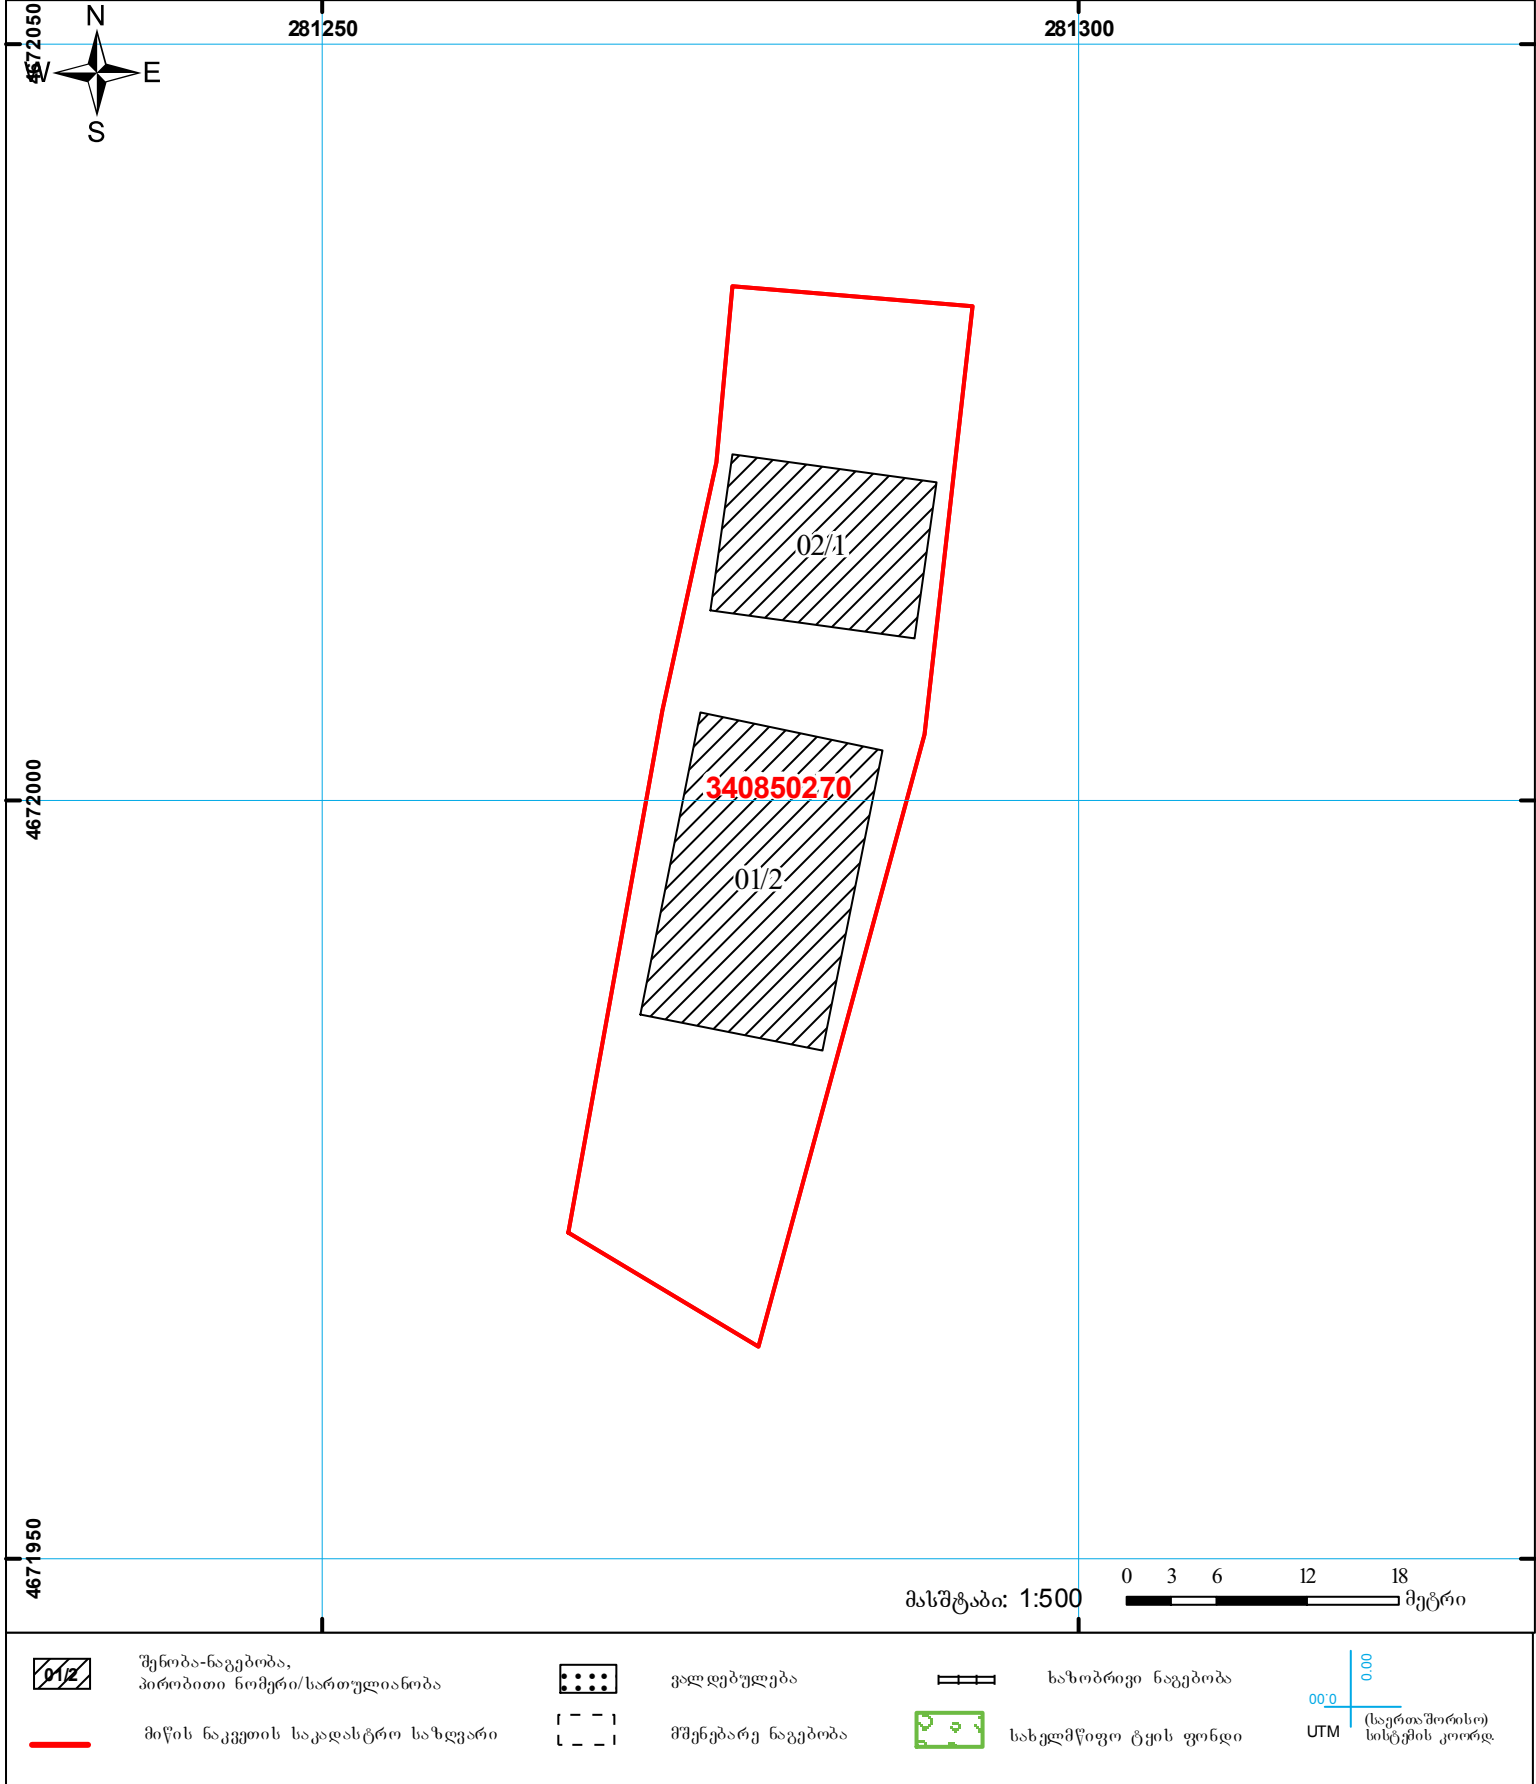 N
281250
281300
4672050
W
E
S
02/1
4672000
340850270
01/2
4671950
მასშტაბი: 1:500
0 3 6 12 18
მეტრი
01/2
შენობა-ნაგებობა,
პირობითი ნომერი/სართულიანობა
ვალდებულება
ხაზობრივი ნაგებობა
00'0
0.00
მიწის ნაკვეთის საკადასტრო საზღვარი
მშენებარე ნაგებობა
სახელმწიფო ტყის ფონდი
UTM
(საერთაშორისო)
სისტემის კოორდ.